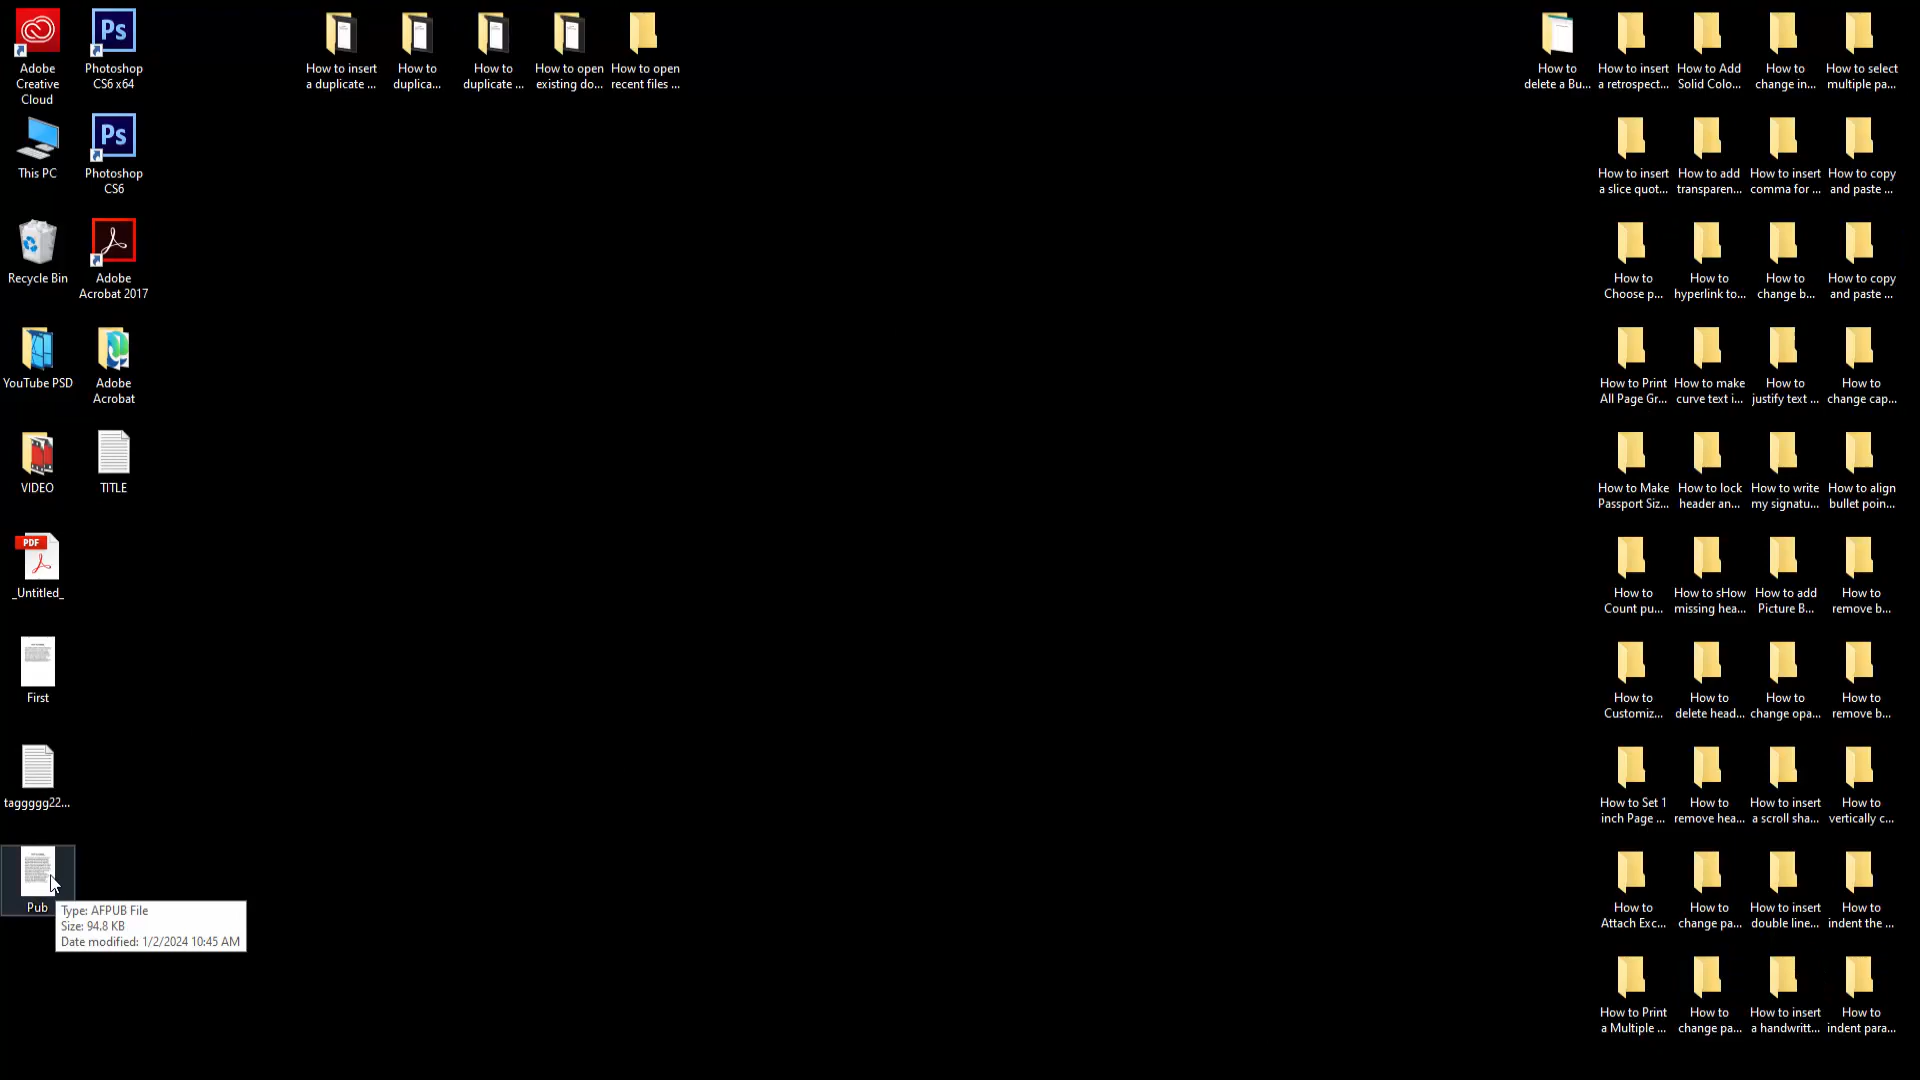 Adobe
Creative
Cloud
Photoshop
CS6 x64
This PC
Photoshop
CS6
Recycle Bin
Adobe
Acrobat 2017
YouTube PSD
Adobe
Acrobat
VIDEO
TITLE
PDF
_Untitled_
First
taggggg22...
Pub
Type: AFPUB File
Size: 94.8 KB
Date modified: 1/2/2024 10:45 AM
Ps
Ps
How to insert
a duplicate ...
How to
duplica...
How to
duplicate ...
How to open
existing do...
How to open
recent files ...
How to
delete a Bu...
How to insert
a retrospect...
How to Add
Solid Colo...
How to
change in...
How to select
multiple pa...
How to insert
a slice quot...
How to add
transparen...
How to insert
comma for ...
How to copy
and paste ...
How to
Choose p...
How to
hyperlink to...
How to
change b...
How to copy
and paste ...
How to Print
All Page Gr...
How to make
curve text i...
How to
justify text ...
How to
change cap...
How to Make
Passport Siz...
How to lock
header an...
How to write
my signatu...
How to align
bullet poin...
How to
Count pu...
How to sHow
missing hea...
How to add
Picture B...
How to
remove b...
How to
Customiz...
How to
delete head...
How to
change opa...
How to
remove b...
How to Set 1
inch Page ...
How to
remove hea...
How to insert
a scroll sha...
How to
vertically c...
How to
Attach Exc...
How to
change pa...
How to insert
double line...
How to
indent the ...
How to Print
a Multiple ...
How to
change pa...
How to insert
a handwritt...
How to
indent para...